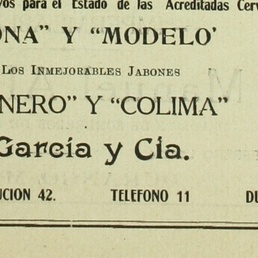 vos para el Estado de las Acreditadas Cerv
ONA" Y "MODELO'
LOS INMEJORABLES JABONES
NERO" Y "COLIMA"
García y Cia.
UCION 42. TELEFONO 11 DU